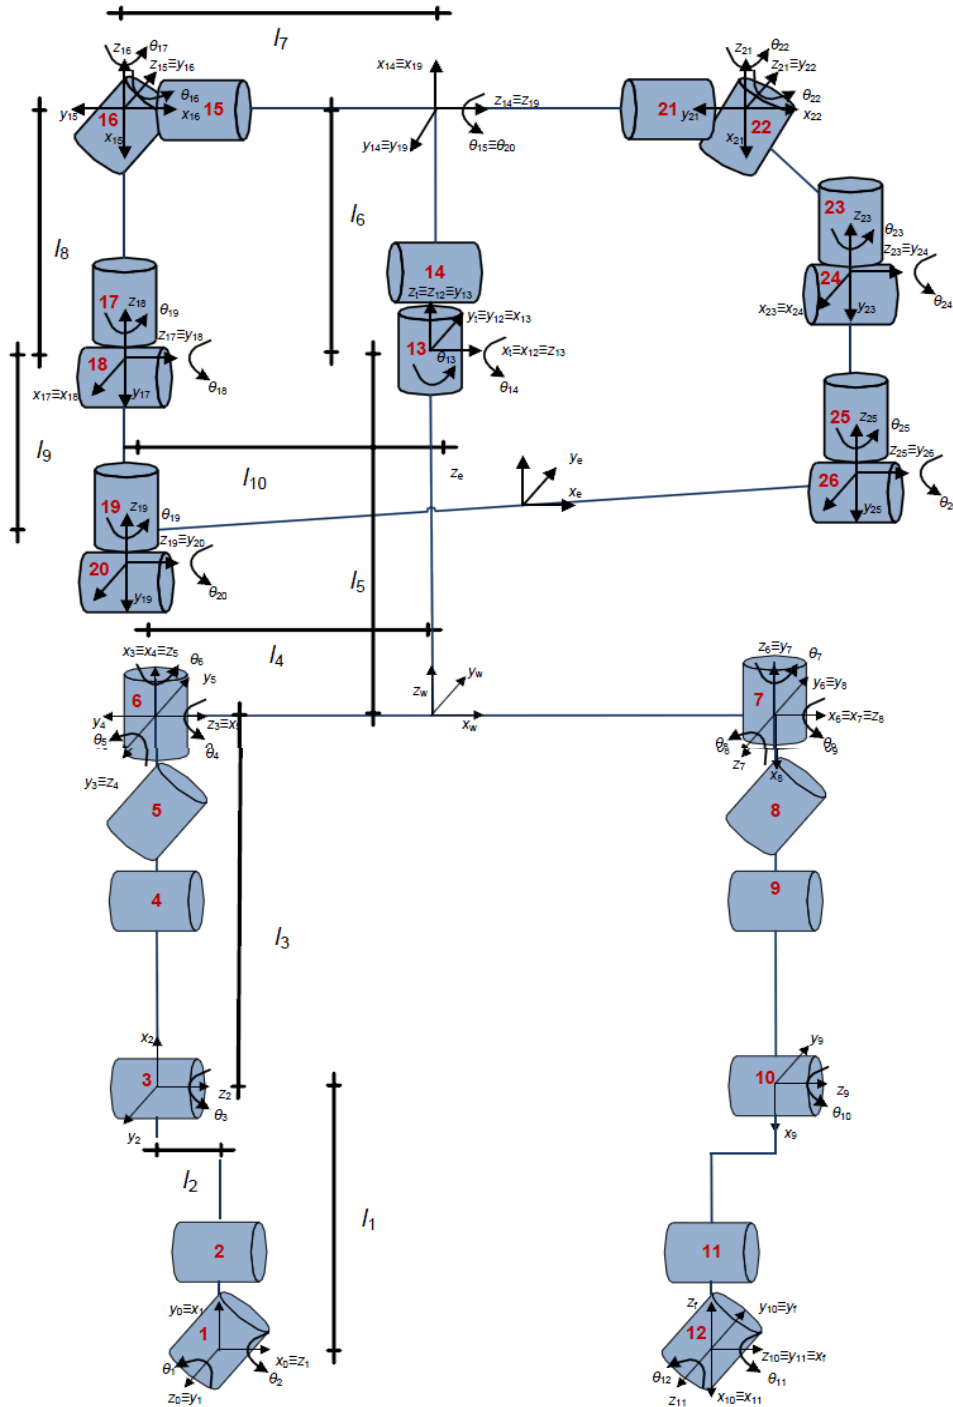 l7
z16
θ17
z15≡y16
θ16
y15
x16
15
16
x15
x14≡x19
z14≡z19
y14≡y19
θ15≡θ20
z21
θ22
z21≡y22
θ22
21
y21
x22
22
x21
l6
l8
23
z23
θ23
z23≡y24
24
x23≡x24
y23
θ24
14
zt≡z12≡y13
yt≡y12≡x13
13
θ13
xt≡x12≡z13
θ14
17
z18
θ19
z17≡y18
18
x17≡x18
y17
θ18
l9
l10
25
z25
θ25
z25≡y26
26
y25
θ2
ze
ye
xe
19
z19
θ19
z19≡y20
20
y19
θ20
l5
l4
x3≡x4≡z5
θ6
y5
6
y4
z3≡x
θ5
θ4
y3≡z4
zw
yw
xw
z6≡y7
θ7
7
y6≡y8
x6≡x7≡z8
θ8
θ9
z7
x8
5
8
4
9
l3
x2
3
z2
y2
θ3
y9
10
z9
θ10
x9
l2
l1
2
11
y0≡x1
1
x0≡z1
θ1
θ2
z0≡y1
zf
y10≡yf
12
z10≡y11≡xf
θ12
θ11
z11
x10≡x11